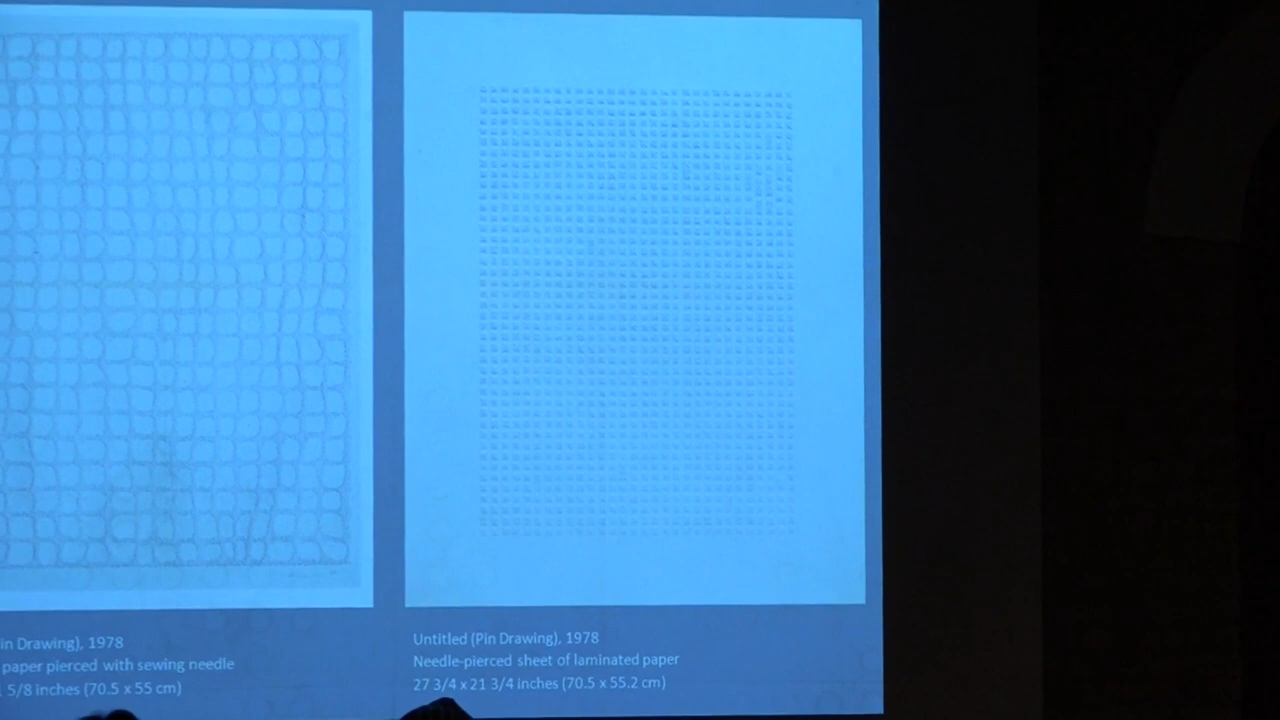 in Drawing), 1978
paper pierced with sewing needle
5/8 inches (70.5 x 55 cm)
Untitled (Pin Drawing), 1978
Needle-pierced sheet of laminated paper
27 3/4 x 21 3/4 inches (70.5 x 55.2 cm)